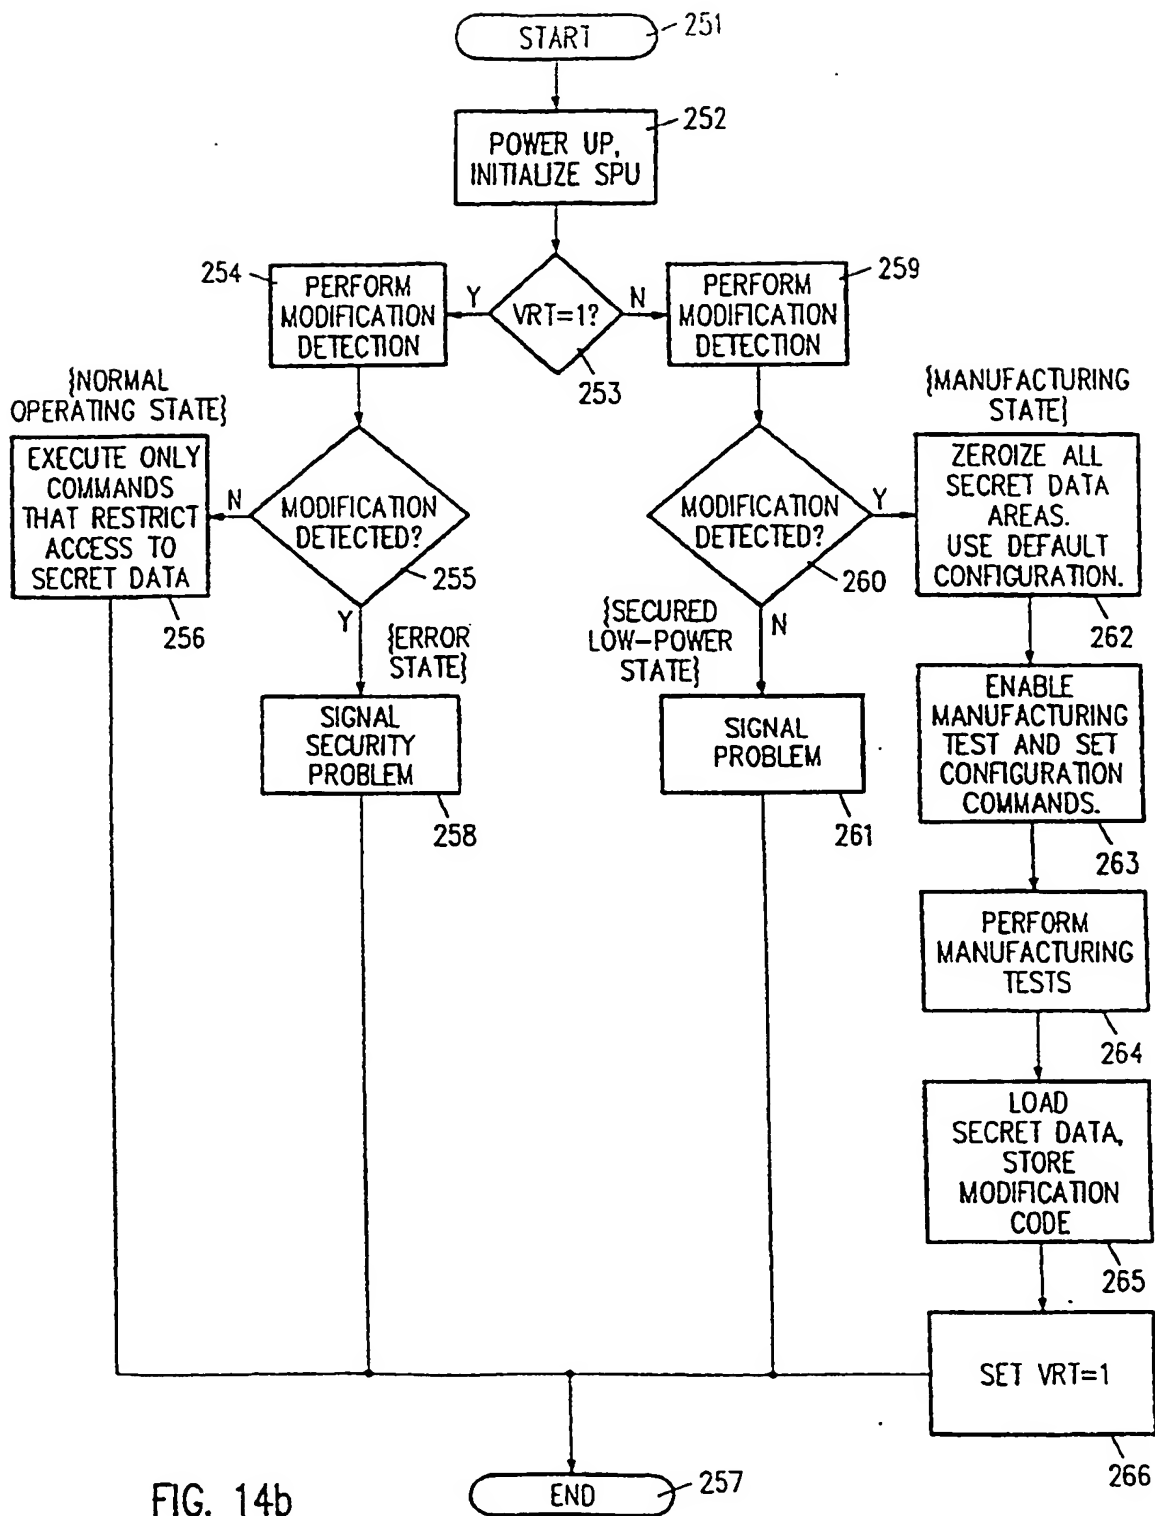 START
251
252
POWER UP,
INITIALIZE SPU
254
PERFORM
MODIFICATION
DETECTION
Y
VRT=1?
N
253
259
PERFORM
MODIFICATION
DETECTION
{NORMAL
OPERATING STATE}
EXECUTE ONLY
COMMANDS
THAT RESTRICT
ACCESS TO
SECRET DATA
256
N
MODIFICATION
DETECTED?
255
Y
{ERROR
STATE}
SIGNAL
SECURITY
PROBLEM
258
MODIFICATION
DETECTED?
260
Y
N
{SECURED
LOW-POWER
STATE}
SIGNAL
PROBLEM
261
{MANUFACTURING
STATE}
ZEROIZE ALL
SECRET DATA
AREAS.
USE DEFAULT
CONFIGURATION.
262
ENABLE
MANUFACTURING
TEST AND SET
CONFIGURATION
COMMANDS.
263
PERFORM
MANUFACTURING
TESTS
264
LOAD
SECRET DATA,
STORE
MODIFICATION
CODE
265
SET VRT=1
266
END
257
FIG. 14b